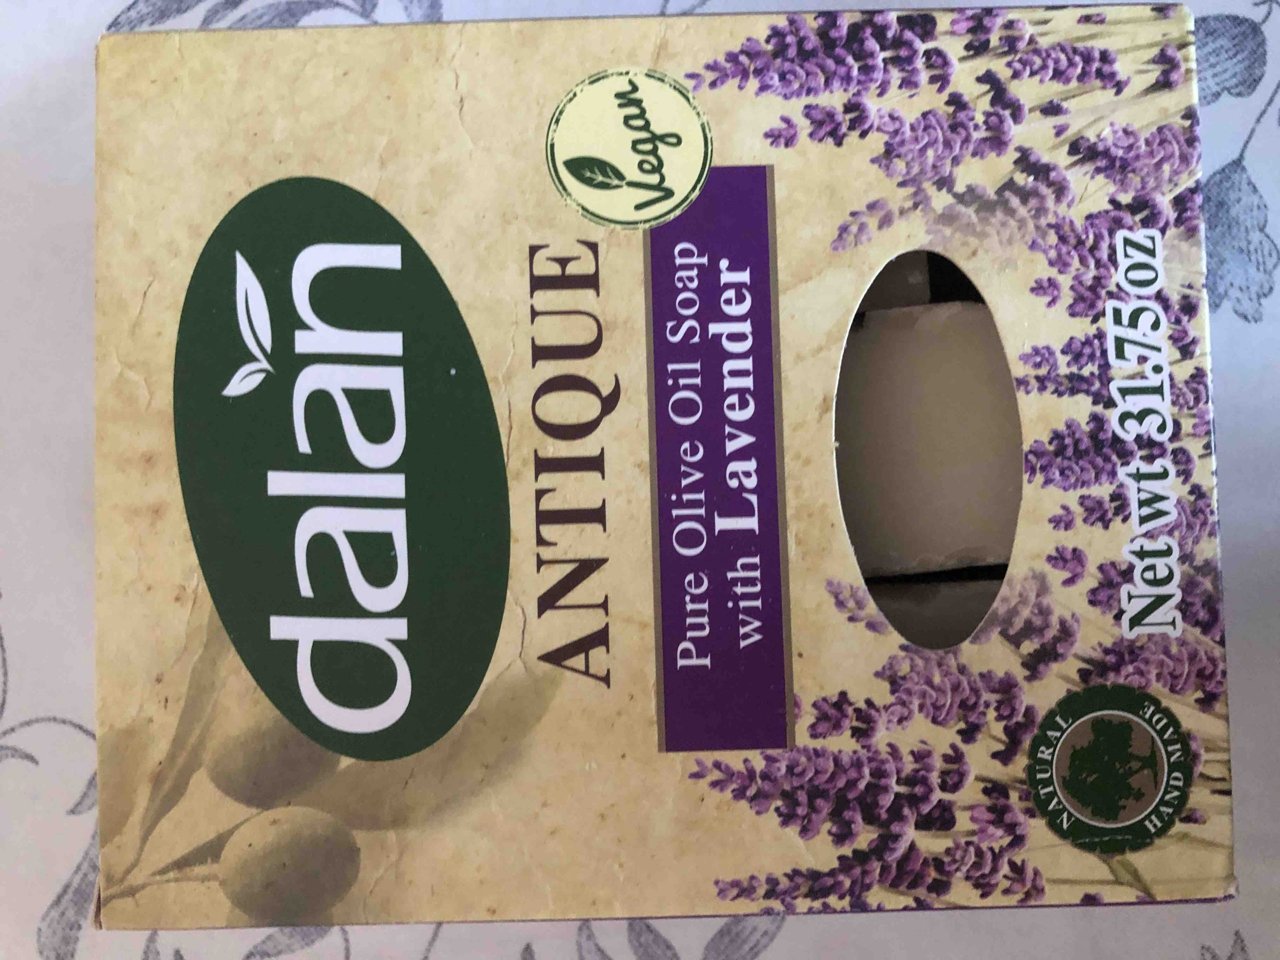 dalan
Vegan
ANTIQUE
Pure Olive Oil Soap
with Lavender
Net wt 31.75 oz
NATURAL
HAND MADE